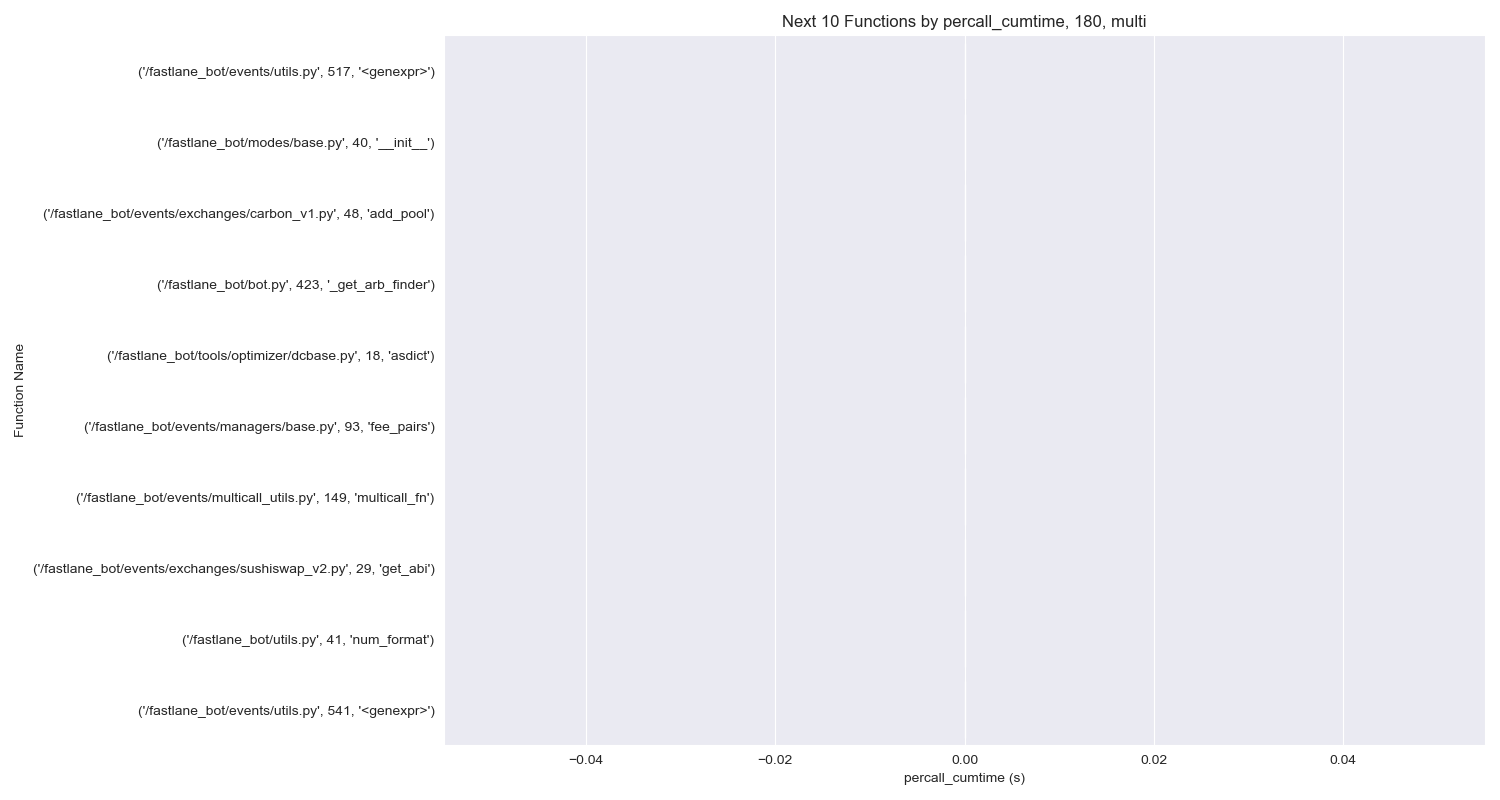 Next 10 Functions by percall_cumtime, 180, multi
('/fastlane_bot/events/utils.py', 517, '<genexpr>')
('/fastlane_bot/modes/base.py', 40, '__init__')
('/fastlane_bot/events/exchanges/carbon_v1.py', 48, 'add_pool')
('/fastlane_bot/bot.py', 423, '_get_arb_finder')
('/fastlane_bot/tools/optimizer/dcbase.py', 18, 'asdict')
('/fastlane_bot/events/managers/base.py', 93, 'fee_pairs')
('/fastlane_bot/events/multicall_utils.py', 149, 'multicall_fn')
('/fastlane_bot/events/exchanges/sushiswap_v2.py', 29, 'get_abi')
('/fastlane_bot/utils.py', 41, 'num_format')
('/fastlane_bot/events/utils.py', 541, '<genexpr>')
Function Name
−0.04 −0.02 0.00 0.02 0.04
percall_cumtime (s)